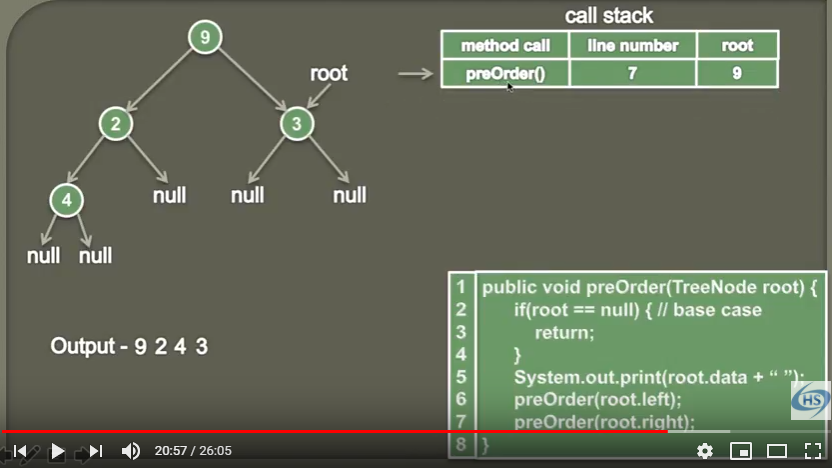 call stack
method call line number root
preOrder() 7 9
9
root
2
3
4
null
null
null
null
null
Output - 9 2 4 3
1 public void preOrder(TreeNode root) {
2 if(root == null) { // base case
3 return;
4 }
5 System.out.print(root.data + “ ”);
6 preOrder(root.left);
7 preOrder(root.right);
8 }
HS
20:57 / 26:05